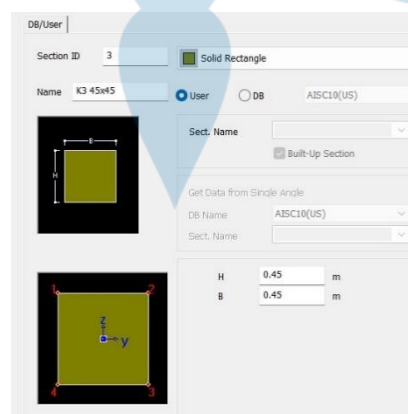 DB/User
Section ID 3
Solid Rectangle
Name K3 45x45
User DB AISC10(US)
Sect. Name
Built-Up Section
B
H
Get Data from Single Angle
DB Name AISC10(US)
Sect. Name
H 0.45 m
B 0.45 m
1 2
z
y
4 3